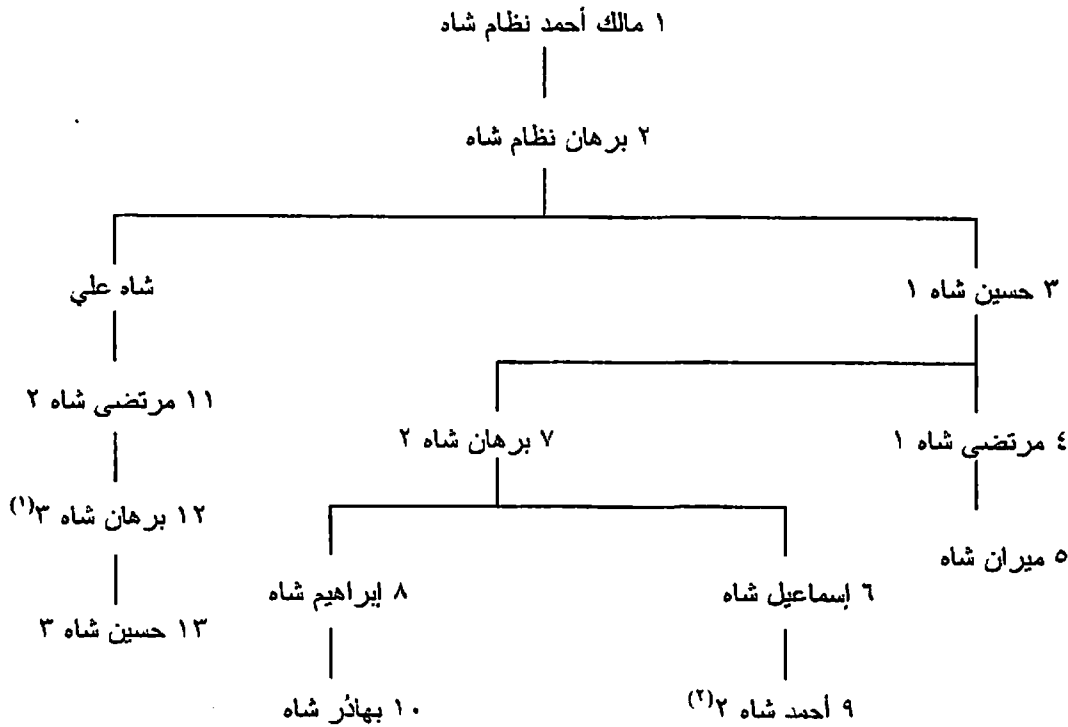 ١ مالك أحمد نظام شاه
٢ برهان نظام شاه
٣ حسين شاه ١
شاه علي
٤ مرتضى شاه ١
٧ برهان شاه ٢
١١ مرتضى شاه ٢
٥ ميران شاه
١٢ برهان شاه ٣(١)
٦ إسماعيل شاه
٨ إبراهيم شاه
١٣ حسين شاه ٣
٩ أحمد شاه ٢(٢)
١٠ بهادُر شاه